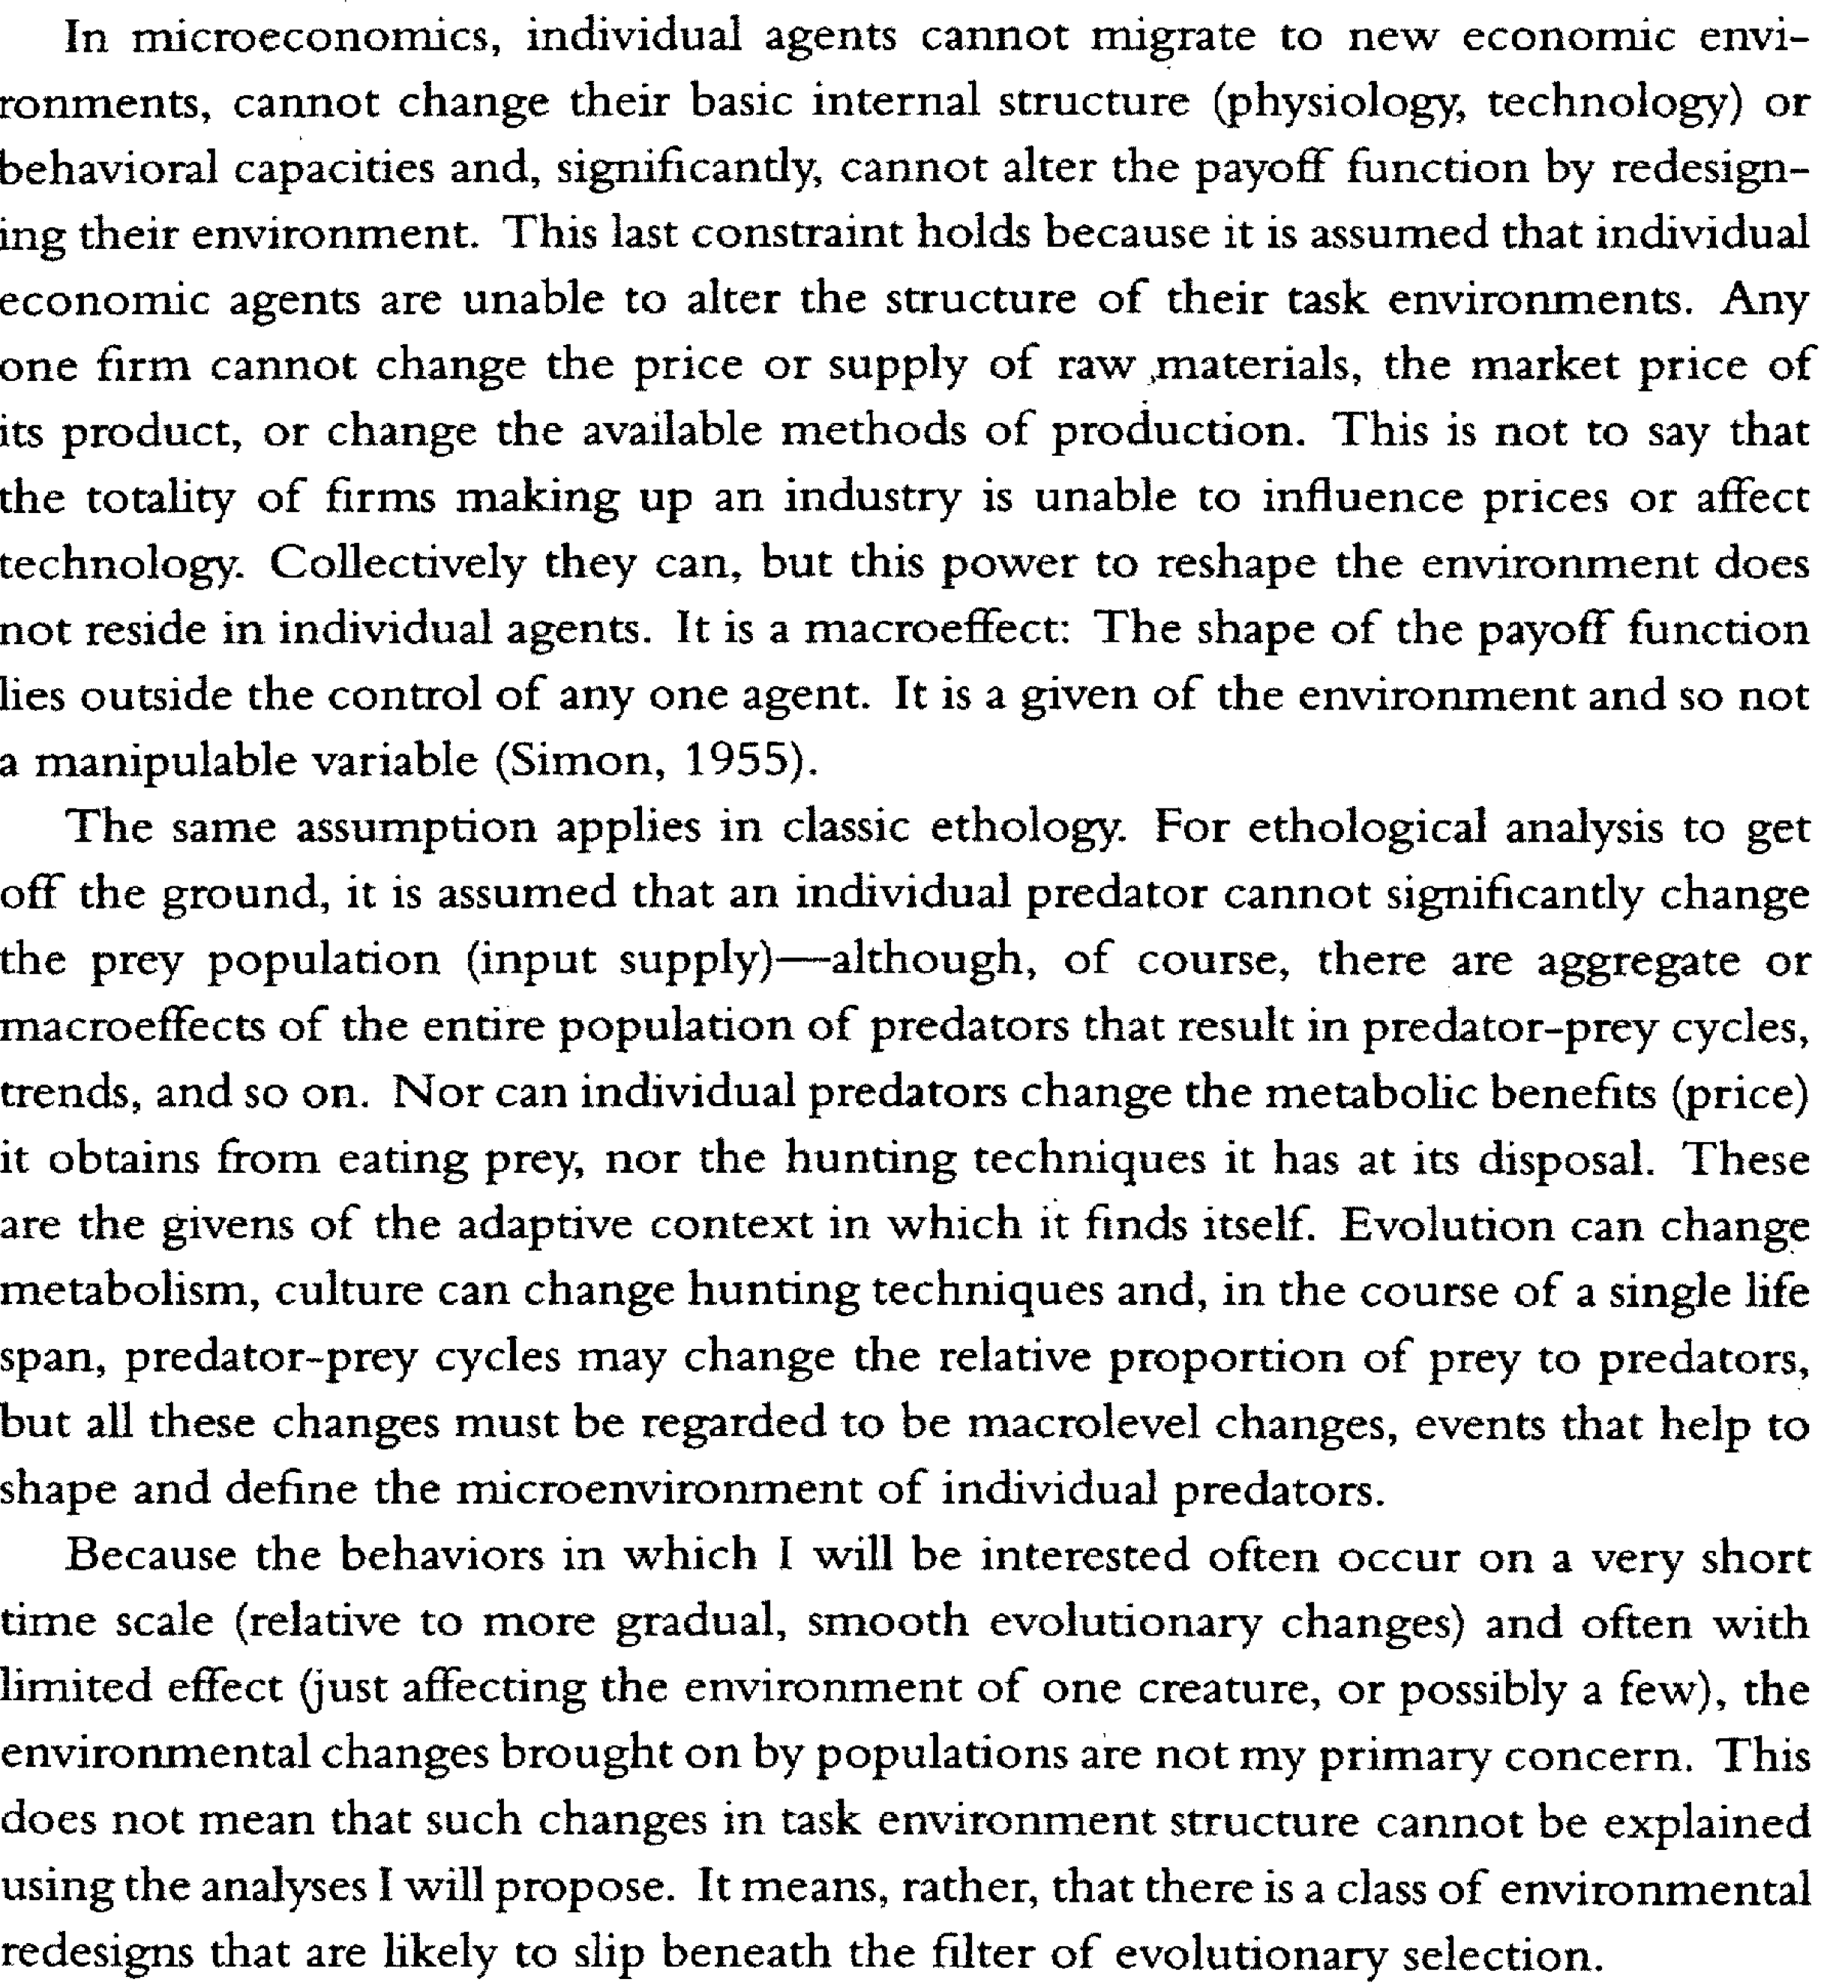 In microeconomics, individual agents cannot migrate to new economic envi-
ronments, cannot change their basic internal structure (physiology, technology) or
behavioral capacities and, significantly, cannot alter the payoff function by redesign-
ing their environment. This last constraint holds because it is assumed that individual
economic agents are unable to alter the structure of their task environments. Any
one firm cannot change the price or supply of raw materials, the market price of
its product, or change the available methods of production. This is not to say that
the totality of firms making up an industry is unable to influence prices or affect
technology. Collectively they can, but this power to reshape the environment does
not reside in individual agents. It is a macroeffect: The shape of the payoff function
lies outside the control of any one agent. It is a given of the environment and so not
a manipulable variable (Simon, 1955).
The same assumption applies in classic ethology. For ethological analysis to get
off the ground, it is assumed that an individual predator cannot significantly change
the prey population (input supply)—although, of course, there are aggregate or
macroeffects of the entire population of predators that result in predator-prey cycles,
trends, and so on. Nor can individual predators change the metabolic benefits (price)
it obtains from eating prey, nor the hunting techniques it has at its disposal. These
are the givens of the adaptive context in which it finds itself. Evolution can change
metabolism, culture can change hunting techniques and, in the course of a single life
span, predator-prey cycles may change the relative proportion of prey to predators,
but all these changes must be regarded to be macrolevel changes, events that help to
shape and define the microenvironment of individual predators.
Because the behaviors in which I will be interested often occur on a very short
time scale (relative to more gradual, smooth evolutionary changes) and often with
limited effect (just affecting the environment of one creature, or possibly a few), the
environmental changes brought on by populations are not my primary concern. This
does not mean that such changes in task environment structure cannot be explained
using the analyses I will propose. It means, rather, that there is a class of environmental
redesigns that are likely to slip beneath the filter of evolutionary selection.